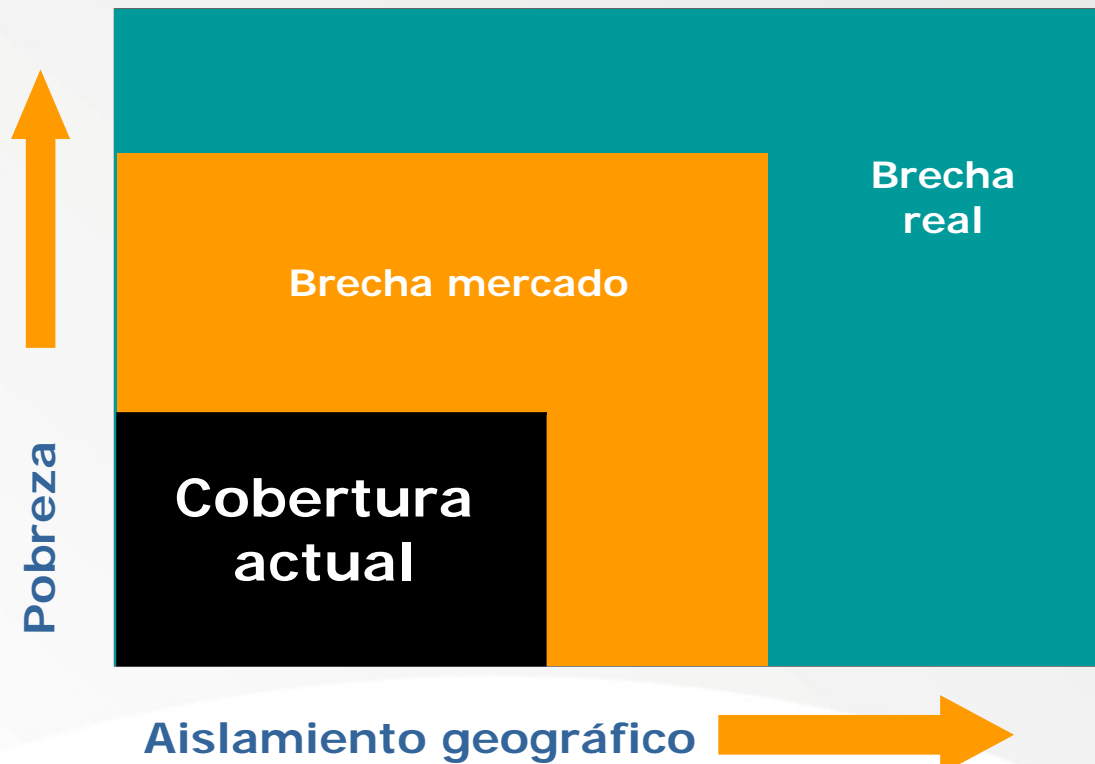 Brecha
real
Brecha mercado
Cobertura
actual
Pobreza
Aislamiento geográfico